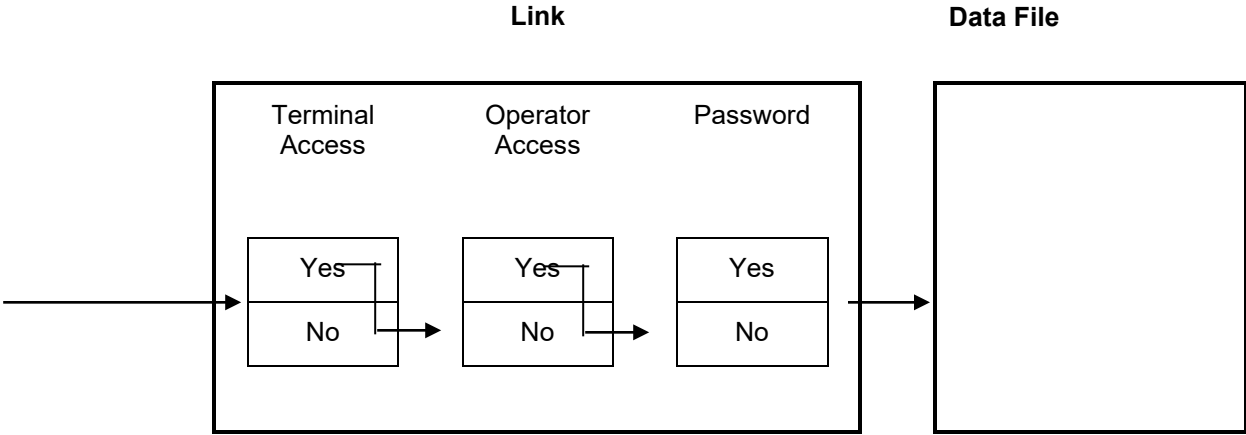 Link
Data File
Terminal
Access
Operator
Access
Password
Yes
Yes
Yes
No
No
No